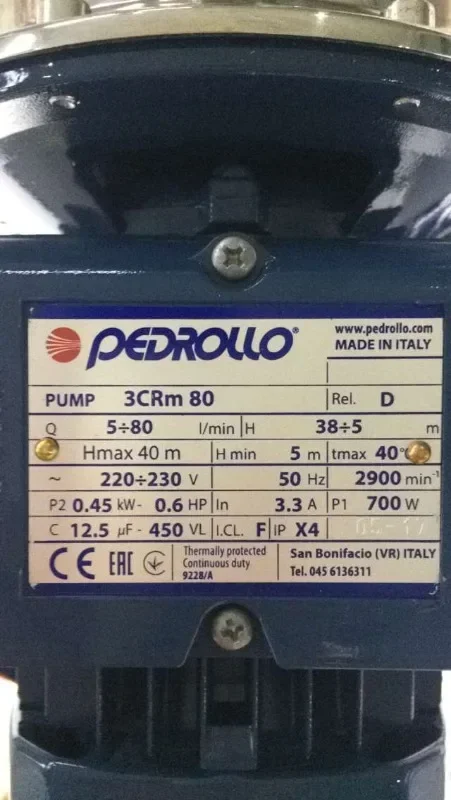 PEDROLLO®
www.pedrollo.com
MADE IN ITALY
PUMP 3CRm 80 Rel. D
Q 5÷80 l/min H 38÷5 m
Hmax 40 m H min 5 m tmax 40°
~ 220÷230 V 50 Hz 2900 min⁻¹
P2 0.45 kW - 0.6 HP In 3.3 A P1 700 W
C 12.5 µF - 450 VL I.CL. F IP X4 05-17
CE EAC Thermally protected
Continuous duty
9228/A
San Bonifacio (VR) ITALY
Tel. 045 6136311